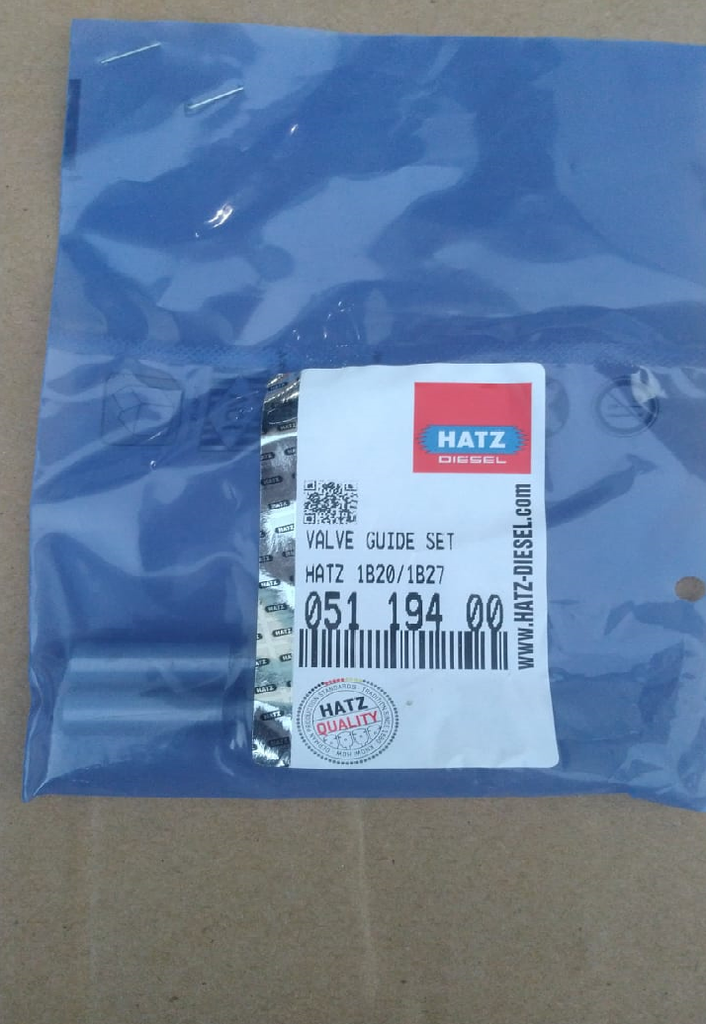 HATZ
DIESEL
VALVE GUIDE SET
HATZ 1B20/1B27
051 194 00
WWW.HATZ-DIESEL.com
HATZ
QUALITY